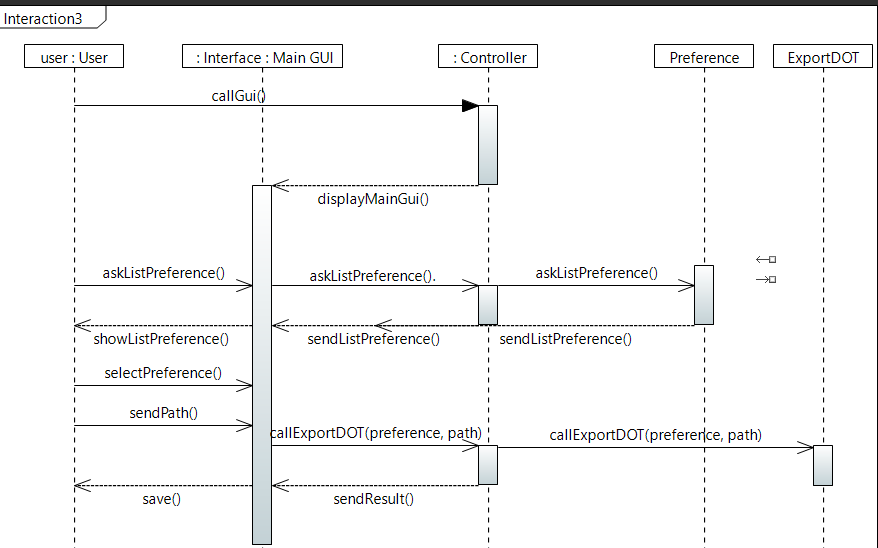 Interaction3
user : User
: Interface : Main GUI
: Controller
Preference
ExportDOT
callGui()
displayMainGui()
askListPreference()
askListPreference().
askListPreference()
showListPreference()
sendListPreference()
sendListPreference()
selectPreference()
sendPath()
callExportDOT(preference, path)
callExportDOT(preference, path)
save()
sendResult()